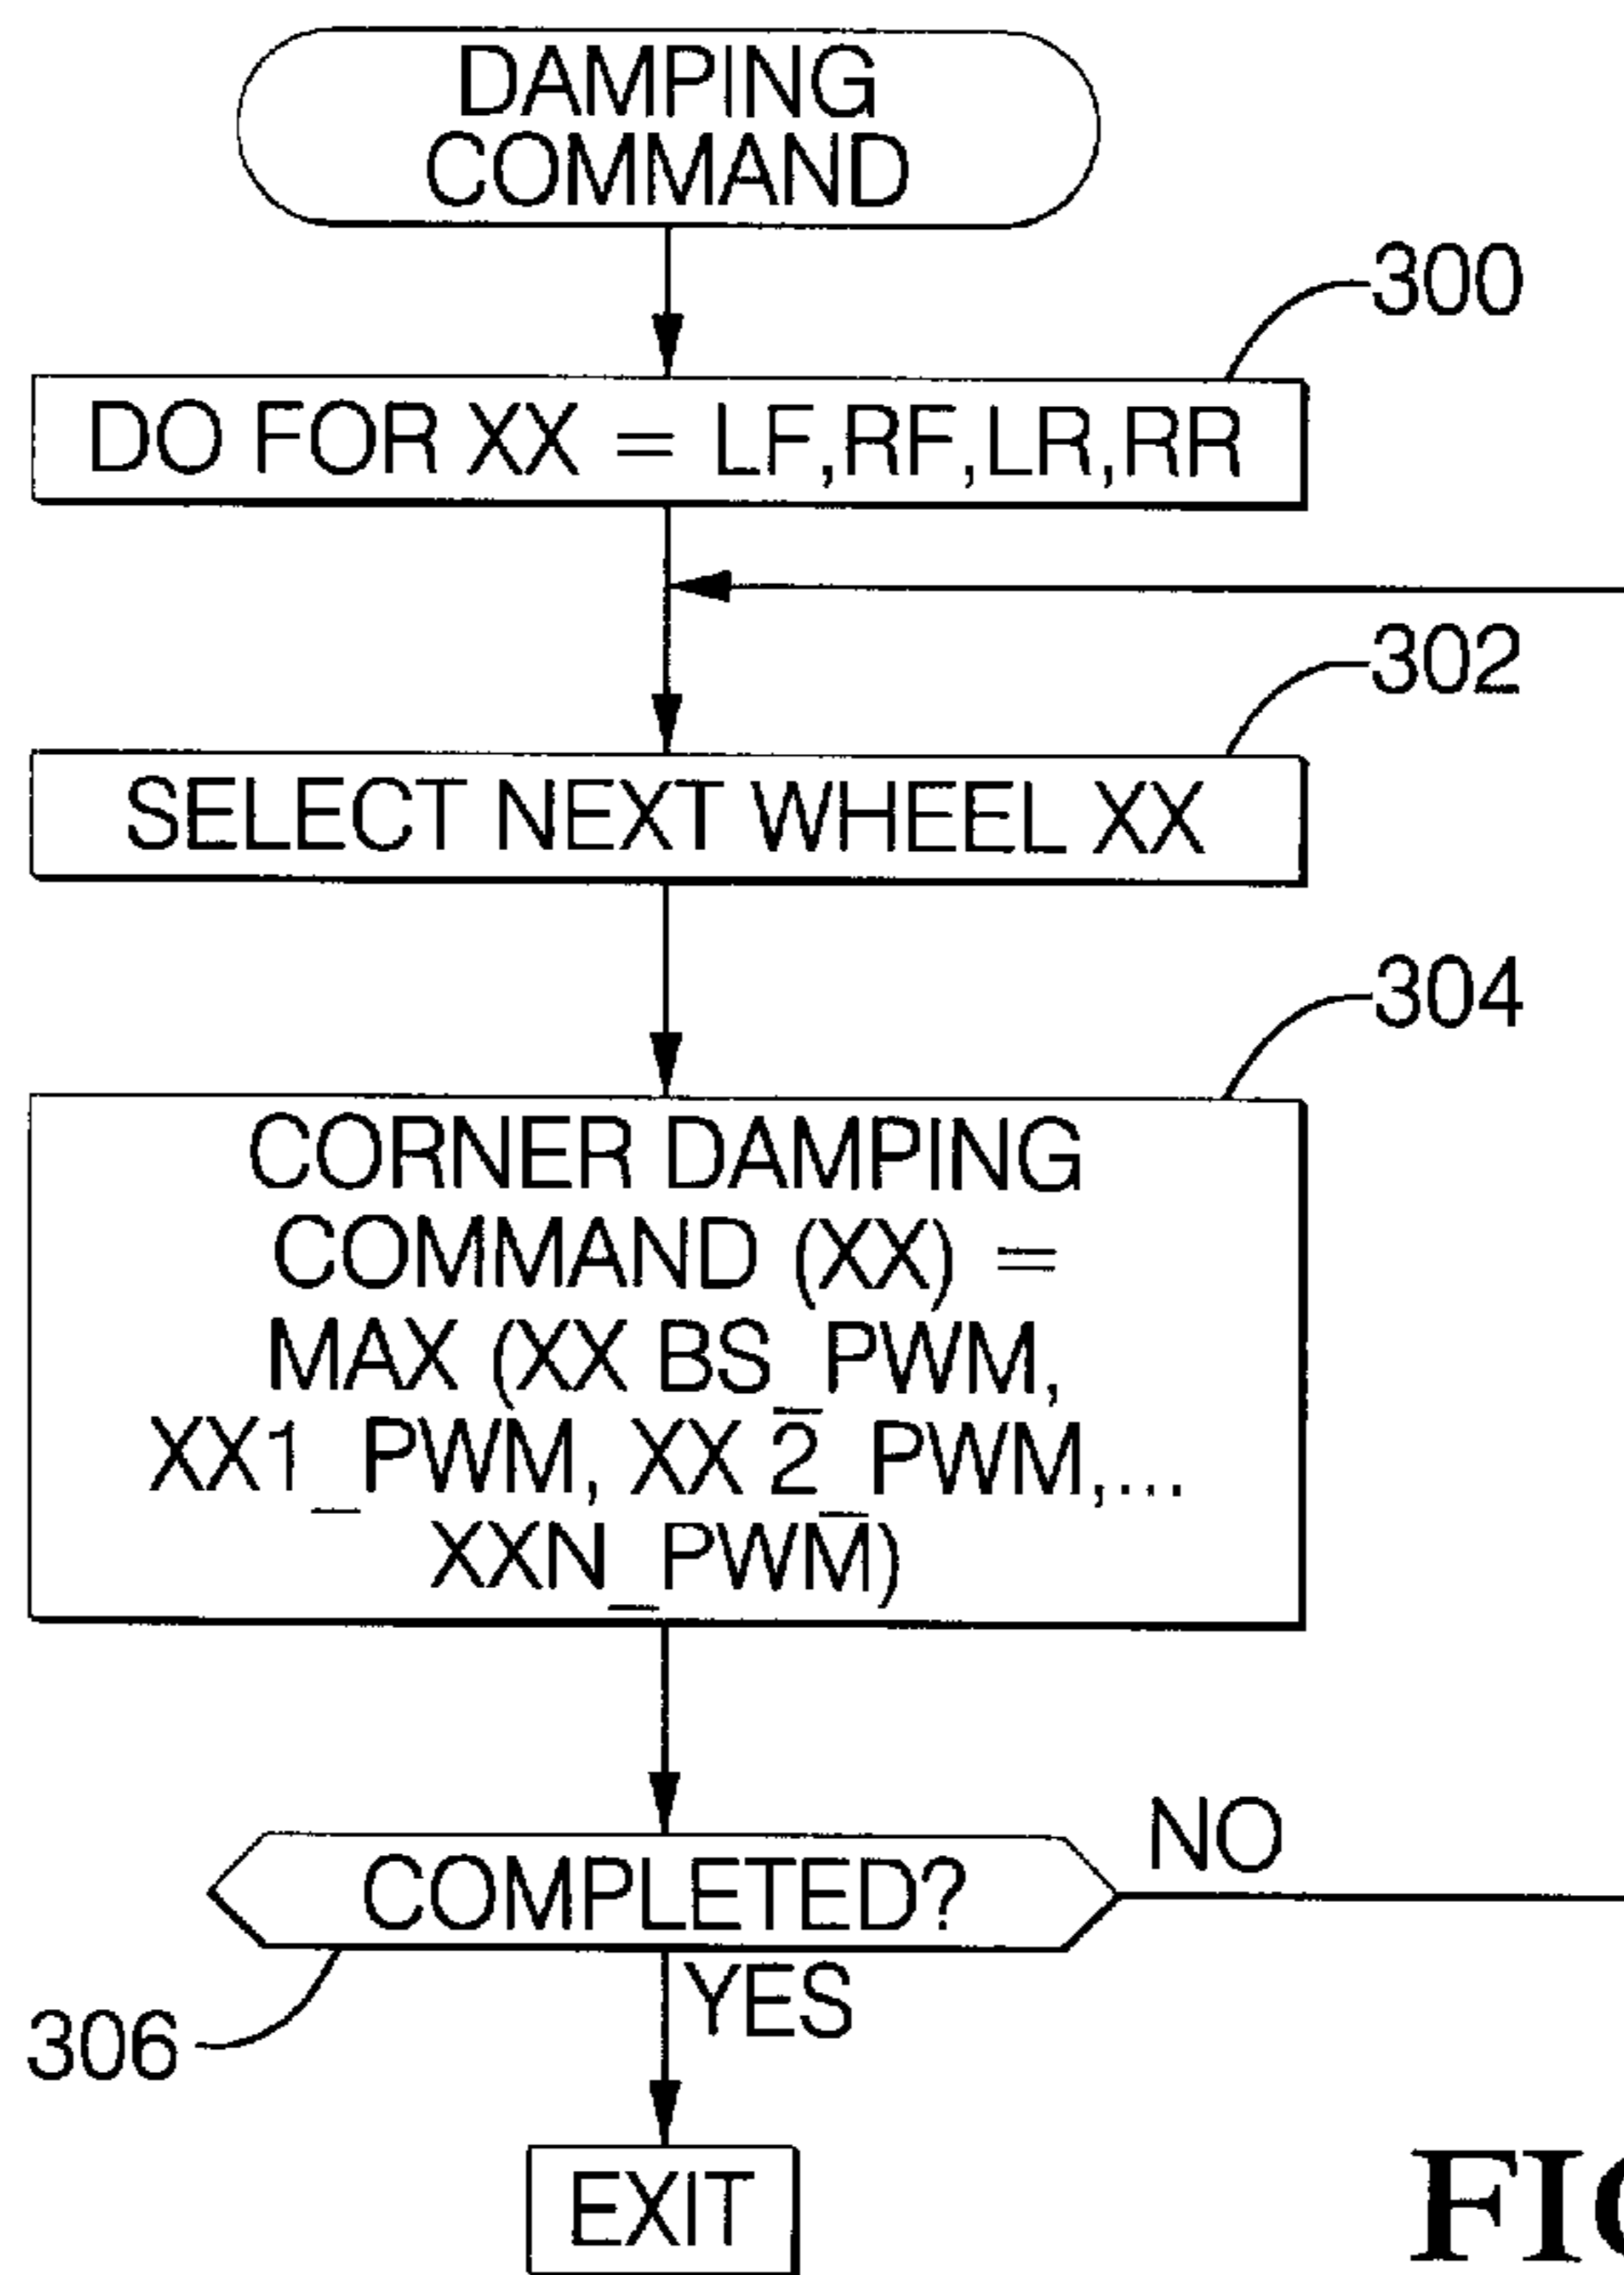 DAMPING
COMMAND
300
DO FOR XX = LF,RF,LR,RR
302
SELECT NEXT WHEEL XX
304
CORNER DAMPING
COMMAND (XX) =
MAX (XX BS_PWM,
XX1_PWM, XX 2_PWM,...
XXN_PWM)
NO
COMPLETED?
YES
306
EXIT